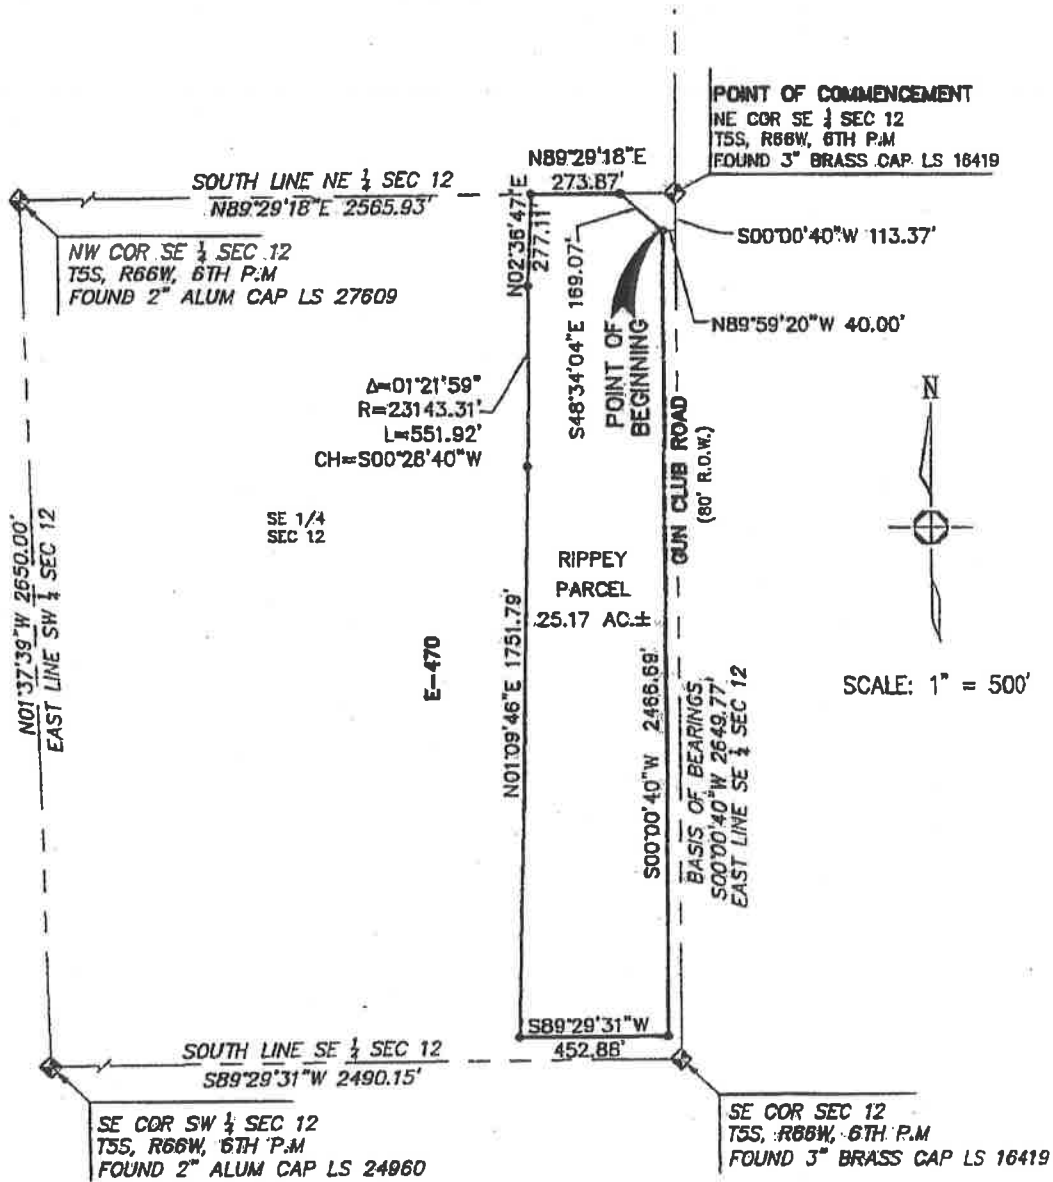 POINT OF COMMENCEMENT
NE COR SE ¼ SEC 12
T5S, R66W, 6TH P.M
FOUND 3" BRASS CAP LS 16419
N89°29'18"E
273.87'
SOUTH LINE NE ¼ SEC 12
N89°29'18"E 2565.93'
N02°36'47"E
277.11'
S00°00'40"W 113.37'
NW COR SE ¼ SEC 12
T5S, R66W, 6TH P.M
FOUND 2" ALUM CAP LS 27609
S48°34'04"E 169.07'
N89°59'20"W 40.00'
POINT OF
BEGINNING
Δ=01°21'59"
R=23143.31'
L=551.92'
CH=S00°28'40"W
GUN CLUB ROAD
(80' R.O.W.)
N
SE 1/4
SEC 12
N01°37'39"W 2650.00'
EAST LINE SW ¼ SEC 12
RIPPEY
PARCEL
25.17 AC.±
E-470
N01°09'46"E 1751.79'
S00°00'40"W 2466.69'
BASIS OF BEARINGS
S00°00'40"W 2649.77'
EAST LINE SE ¼ SEC 12
SCALE: 1" = 500'
S89°29'31"W
452.88'
SOUTH LINE SE ¼ SEC 12
S89°29'31"W 2490.15'
SE COR SW ¼ SEC 12
T5S, R66W, 6TH P.M
FOUND 2" ALUM CAP LS 24960
SE COR SEC 12
T5S, R66W, 6TH P.M
FOUND 3" BRASS CAP LS 16419